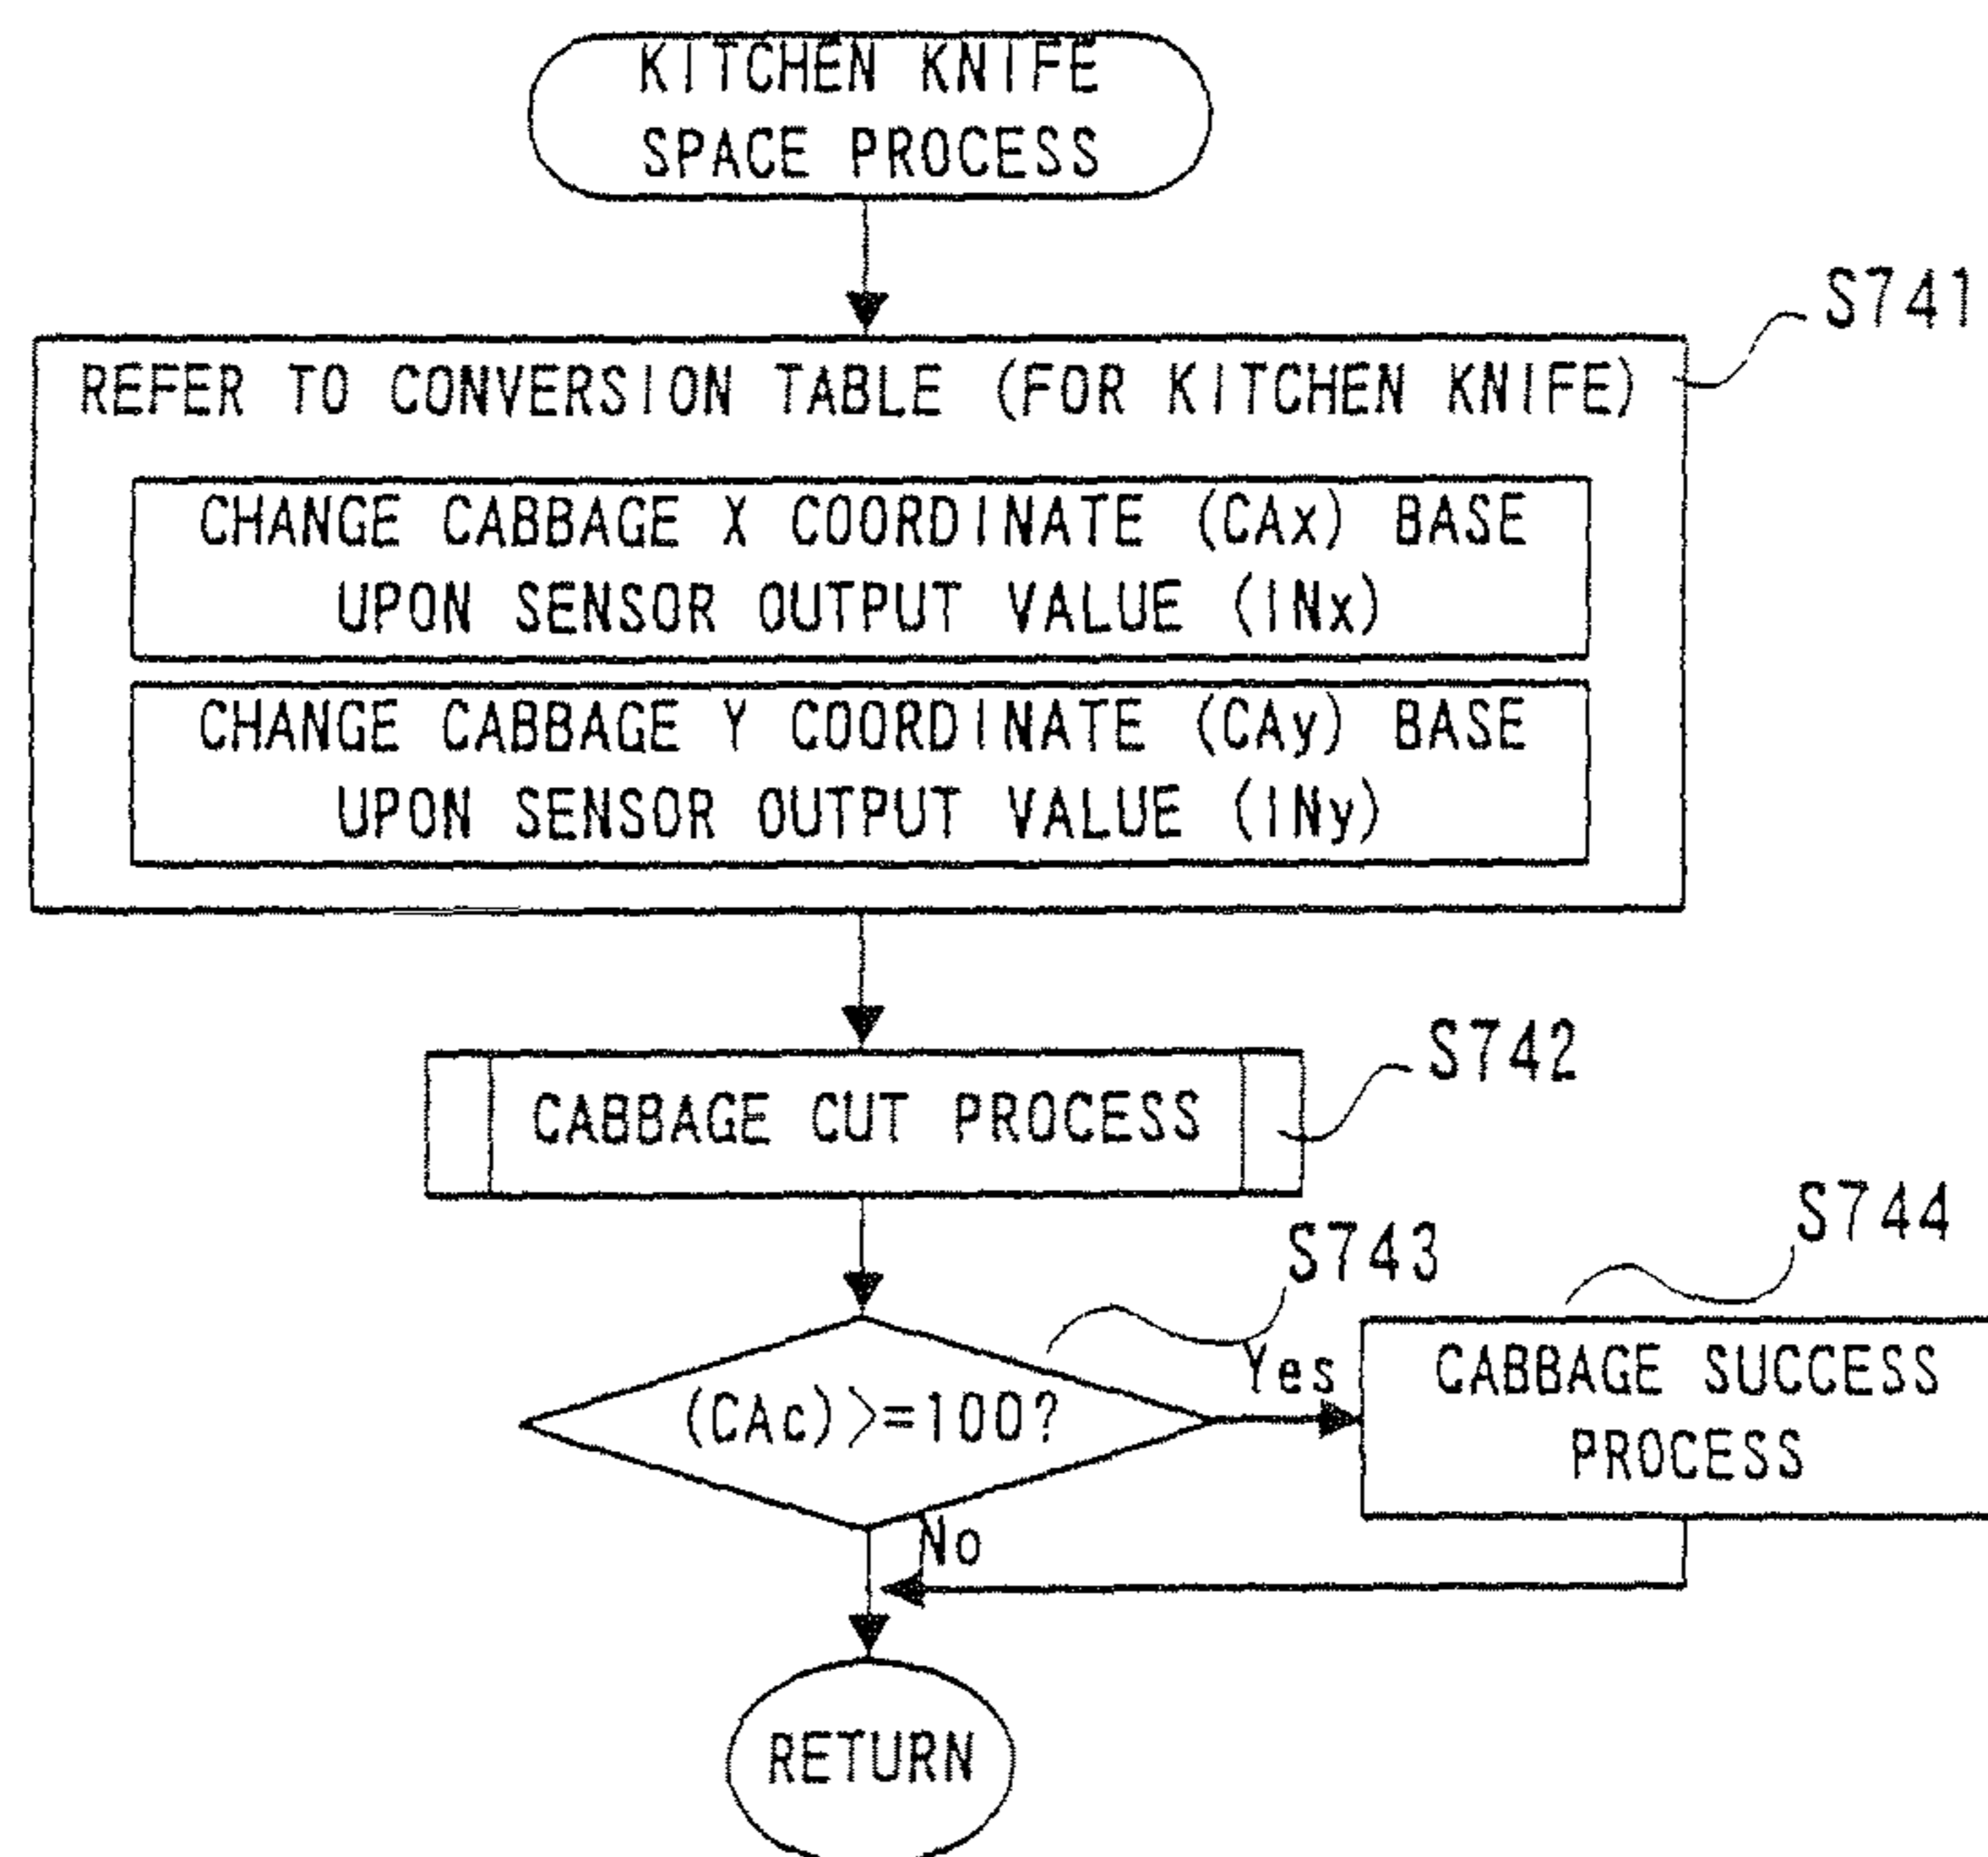 KITCHEN KNIFE
SPACE PROCESS
S741
REFER TO CONVERSION TABLE (FOR KITCHEN KNIFE)
CHANGE CABBAGE X COORDINATE (CAx) BASE
UPON SENSOR OUTPUT VALUE (INx)
CHANGE CABBAGE Y COORDINATE (CAy) BASE
UPON SENSOR OUTPUT VALUE (INy)
S742
CABBAGE CUT PROCESS
S743
S744
(CAc)>=100?
Yes
CABBAGE SUCCESS
PROCESS
No
RETURN